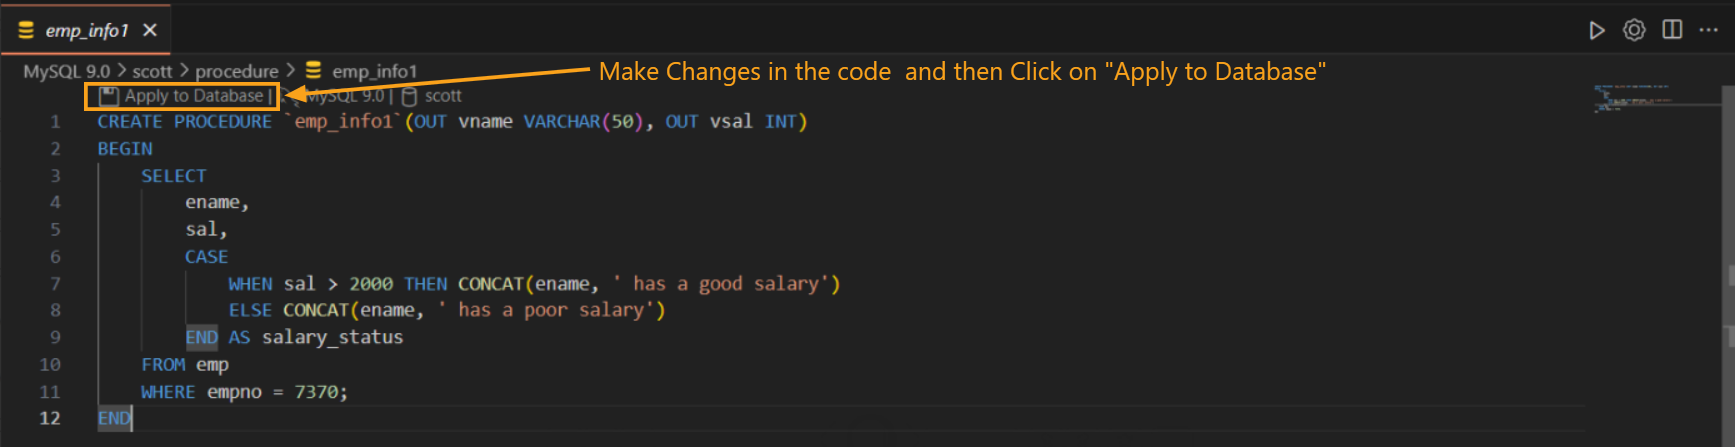 emp_info1
MySQL 9.0 > scott > procedure > emp_info1
Make Changes in the code and then Click on "Apply to Database"
Apply to Database | MySQL 9.0 | scott
1 CREATE PROCEDURE `emp_info1`(OUT vname VARCHAR(50), OUT vsal INT)
2 BEGIN
3 SELECT
4 ename,
5 sal,
6 CASE
7 WHEN sal > 2000 THEN CONCAT(ename, ' has a good salary')
8 ELSE CONCAT(ename, ' has a poor salary')
9 END AS salary_status
10 FROM emp
11 WHERE empno = 7370;
12 END